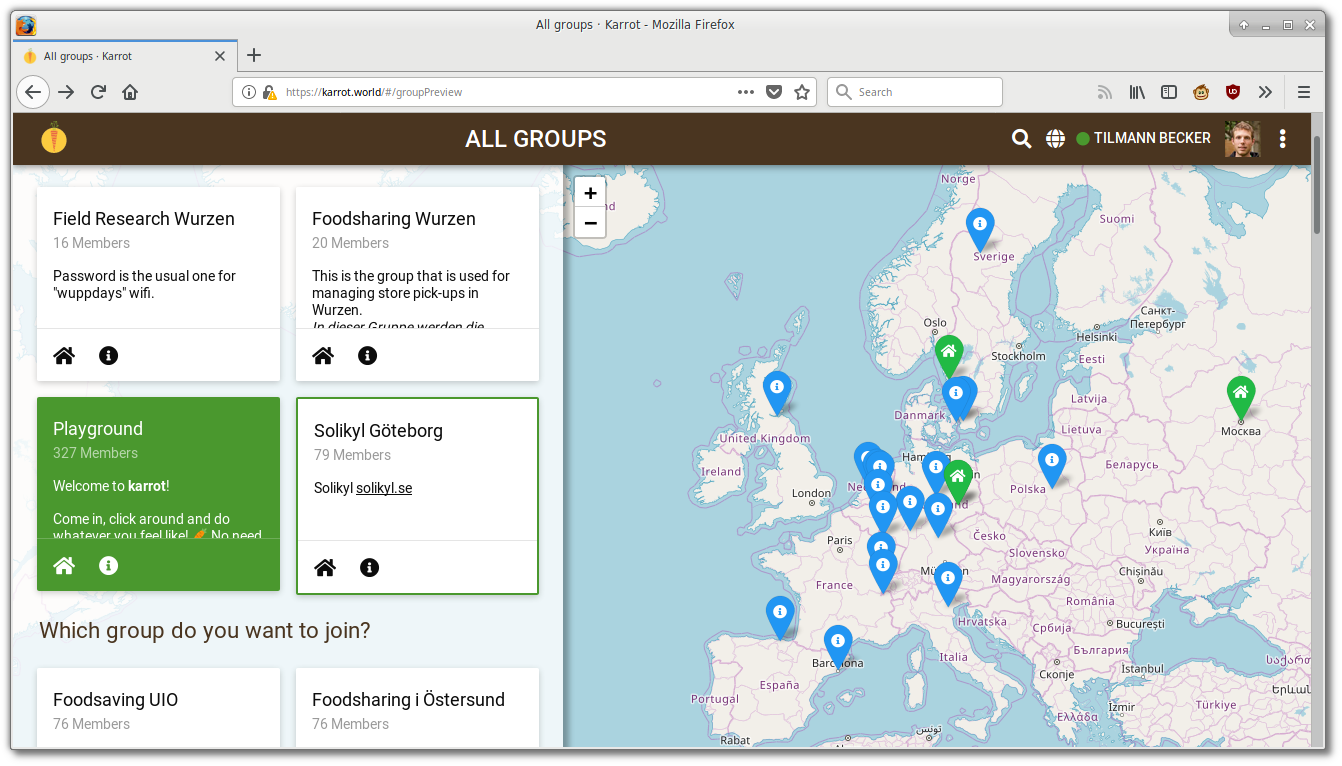 All groups · Karrot - Mozilla Firefox
All groups · Karrot
https://karrot.world/#/groupPreview
Search
ALL GROUPS
TILMANN BECKER
Field Research Wurzen
16 Members
Password is the usual one for
"wuppdays" wifi.
Foodsharing Wurzen
20 Members
This is the group that is used for
managing store pick-ups in
Wurzen.
In dieser Gruppe werden die
Playground
327 Members
Welcome to karrot!
Come in, click around and do
whatever you feel like! 🥕 No need
Solikyl Göteborg
79 Members
Solikyl solikyl.se
Which group do you want to join?
Foodsaving UIO
76 Members
Foodsharing i Östersund
76 Members
+
−
Norge
Suomi
Sverige
Oslo
Санкт-
Петербург
Helsinki
Stockholm
Eesti
Latvija
Danmark
Lietuva
Москва
United Kingdom
Ireland
Беларусь
London
Polska
Česko
Київ
Україна
Paris
Slovensko
France
Magyarország
Chișinău
România
Hrvatska
Србија
București
Barcelona
Italia
България
Скопје
İstanbul
Portugal
España
Türkiye
İzmir
Ελλάδα
Rabat
تونس